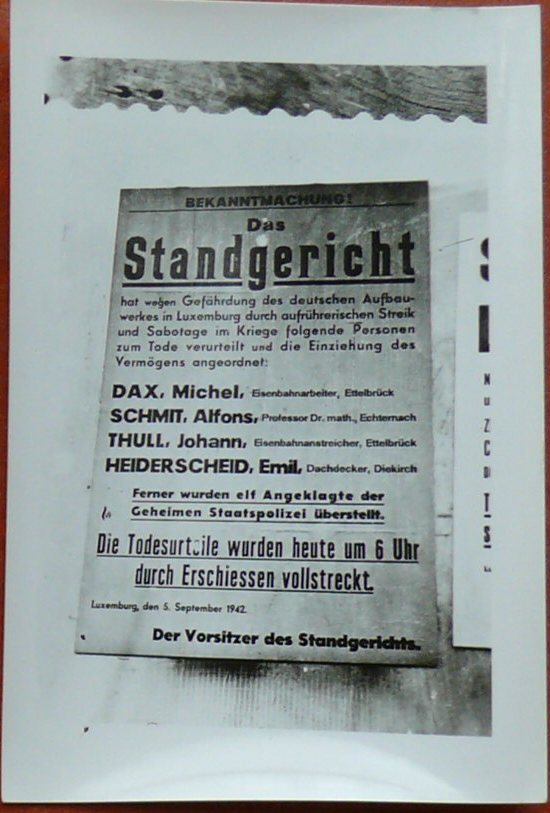 BEKANNTMACHUNG!
Das
Standgericht
hat wegen Gefährdung des deutschen Aufbau-
werkes in Luxemburg durch aufrührerischen Streik
und Sabotage im Kriege folgende Personen
zum Tode verurteilt und die Einziehung des
Vermögens angeordnet:
DAX, Michel, Eisenbahnarbeiter, Ettelbrück
SCHMIT, Alfons, Professor Dr. math., Echternach
THULL, Johann, Eisenbahnanstreicher, Ettelbrück
HEIDERSCHEID, Emil, Dachdecker, Diekirch
Ferner wurden elf Angeklagte der
Geheimen Staatspolizei überstellt.
Die Todesurteile wurden heute um 6 Uhr
durch Erschiessen vollstreckt.
Luxemburg, den 5. September 1942.
Der Vorsitzer des Standgerichts.